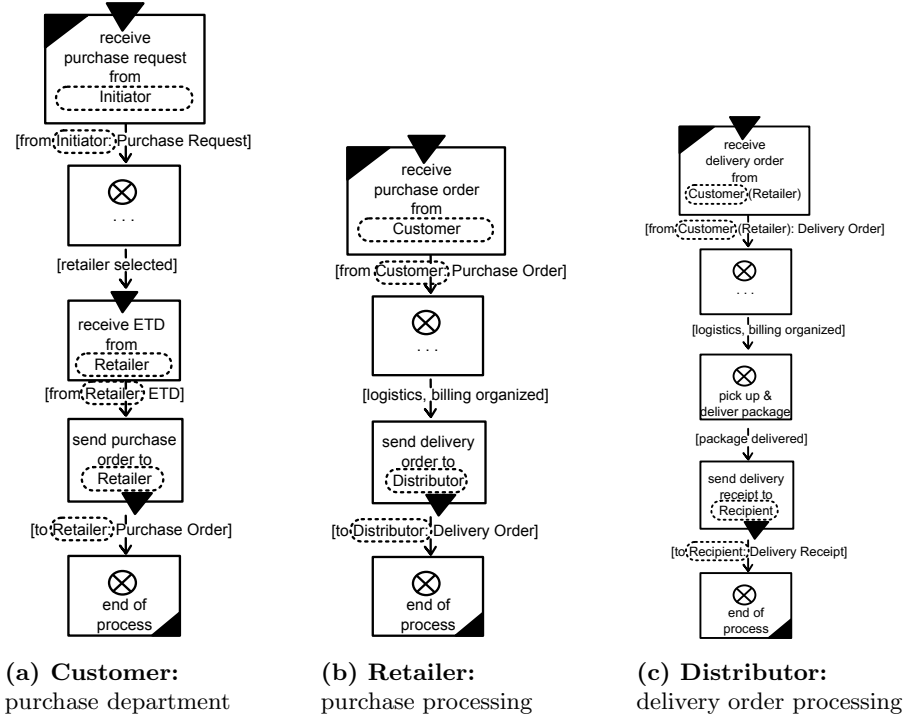 receive
purchase request
from
Initiator
[from Initiator: Purchase Request]
. . .
[retailer selected]
receive ETD
from
Retailer
[from Retailer: ETD]
send purchase
order to
Retailer
[to Retailer: Purchase Order]
end of
process
(a) Customer:
purchase department
receive
purchase order
from
Customer
[from Customer: Purchase Order]
. . .
[logistics, billing organized]
send delivery
order to
Distributor
[to Distributor: Delivery Order]
end of
process
(b) Retailer:
purchase processing
receive
delivery order
from
Customer (Retailer)
[from Customer (Retailer): Delivery Order]
. . .
[logistics, billing organized]
pick up &
deliver package
[package delivered]
send delivery
receipt to
Recipient
[to Recipient: Delivery Receipt]
end of
process
(c) Distributor:
delivery order processing